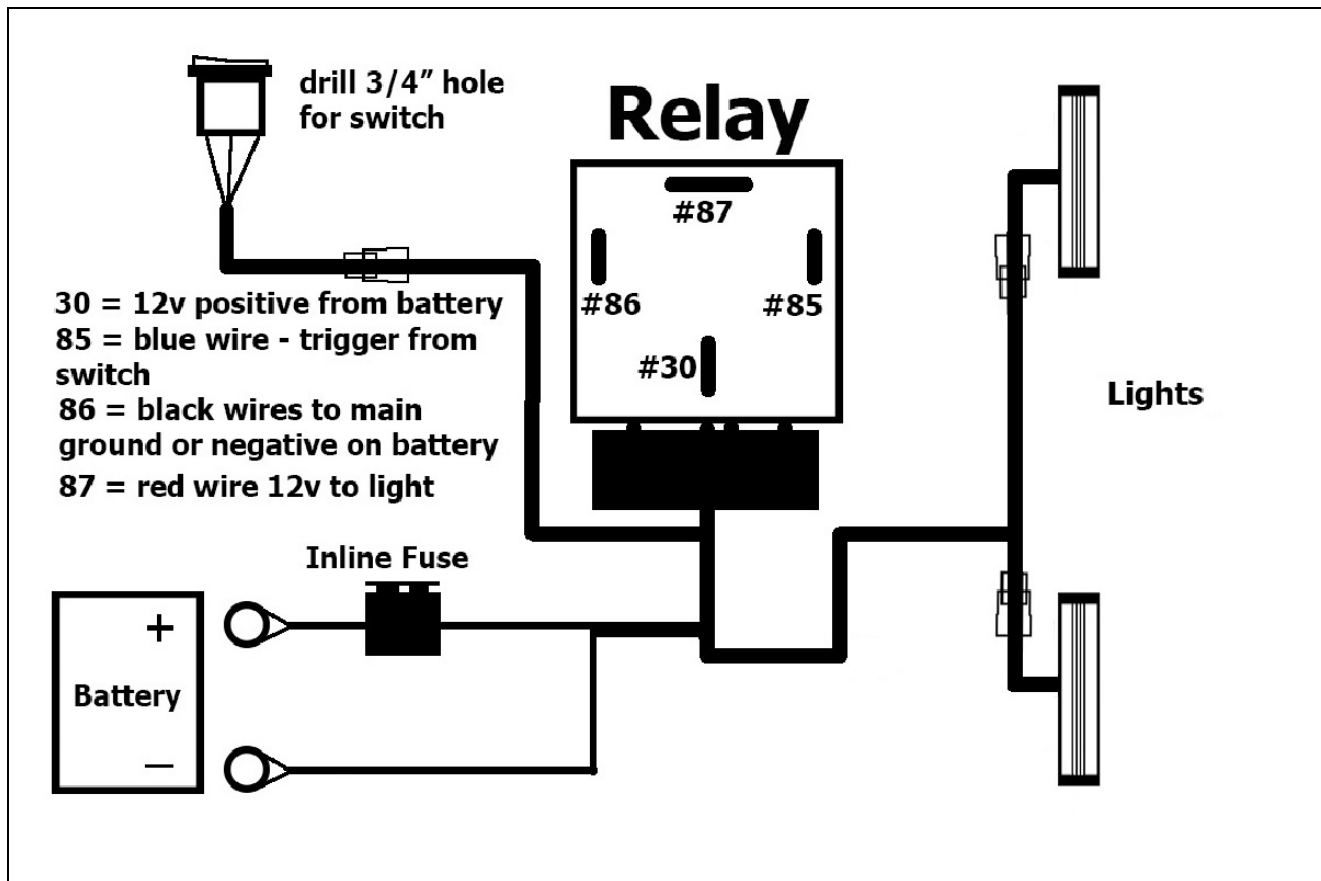 drill 3/4” hole
for switch
Relay
#87
#86
#85
#30
30 = 12v positive from battery
85 = blue wire - trigger from
switch
86 = black wires to main
ground or negative on battery
87 = red wire 12v to light
Lights
Inline Fuse
+
Battery
—